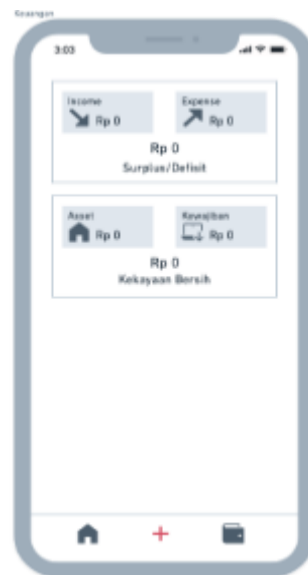 Keuangan
3:03
Income
Rp 0
Expense
Rp 0
Rp 0
Surplus/Definit
Asset
Rp 0
Kewajiban
Rp 0
Rp 0
Kekayaan Bersih